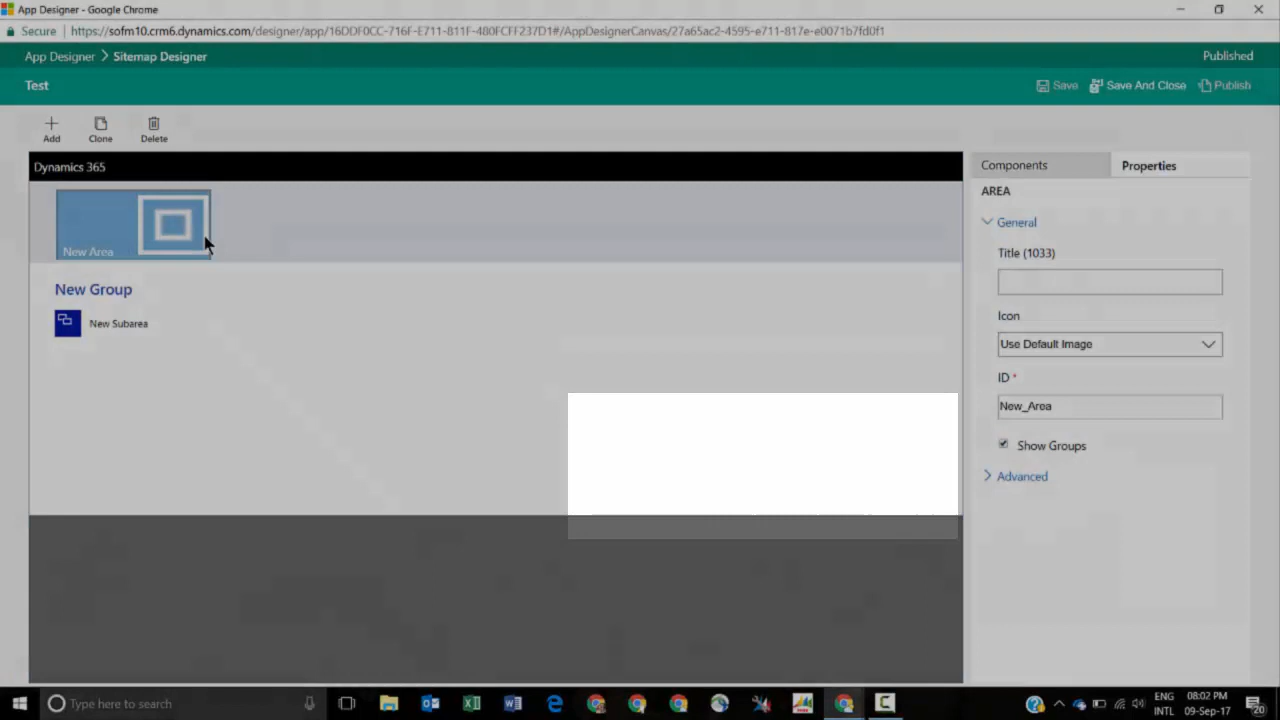 App Designer - Google Chrome
Secure | https://sofm10.crm6.dynamics.com/designer/app/16DDF0CC-716F-E711-811F-480FCFF237D1#/AppDesignerCanvas/27a65ac2-4595-e711-817e-e0071b7fd0f1
App Designer > Sitemap Designer
Published
Test
Save
Save And Close
Publish
Add
Clone
Delete
Dynamics 365
New Area
New Group
New Subarea
Components
Properties
AREA
General
Title (1033)
Icon
Use Default Image
ID *
New_Area
Show Groups
Advanced
Type here to search
ENG
INTL
08:02 PM
09-Sep-17
20